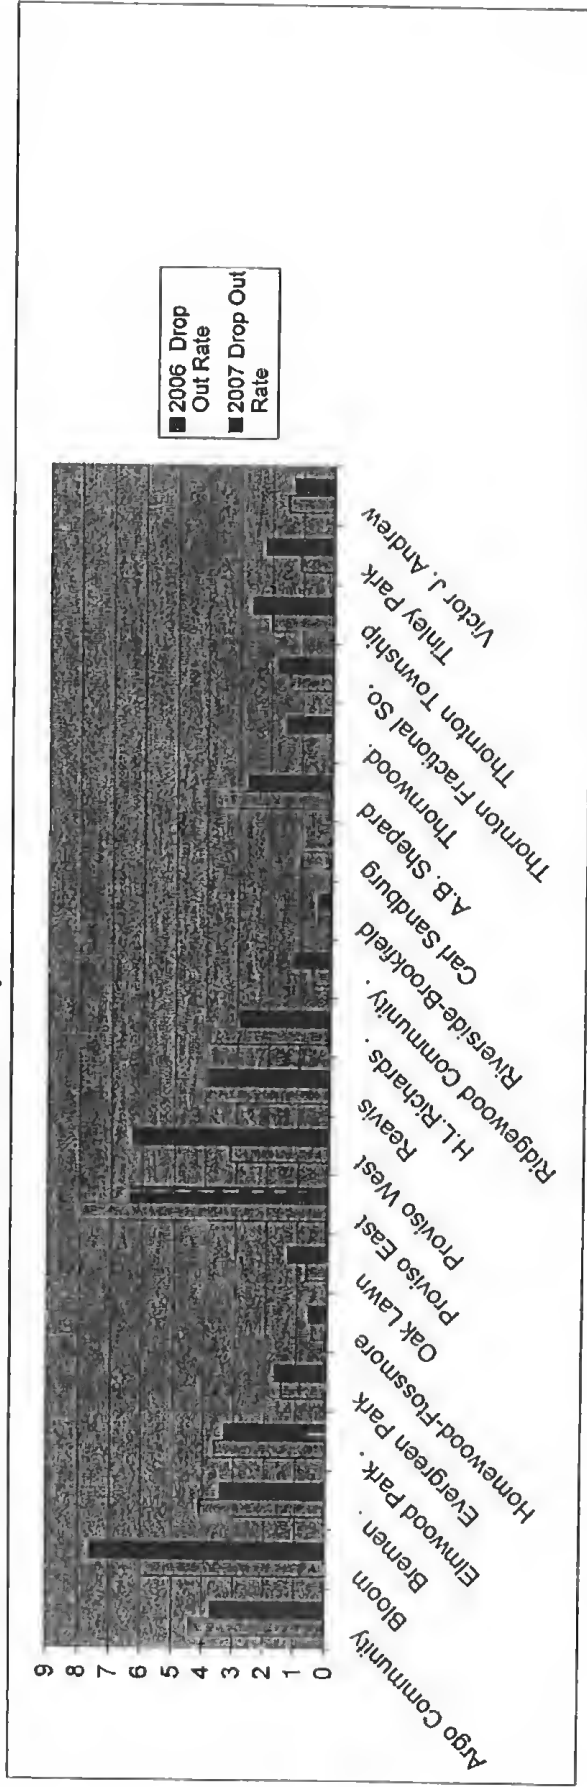 9
8
7
6
5
4
3
2
1
0
Argo Community
Bloom
Bremen.
Elmwood Park.
Evergreen Park
Homewood-Flossmore
Oak Lawn
Proviso East
Proviso West
Reavis
H.L.Richards.
Ridgewood Community.
Riverside-Brookfield
Carl Sandburg
A.B. Shepard
Thornwood.
Thornton Fractional So.
Thornton Township
Tinley Park
Victor J. Andrew
2006 Drop
Out Rate
2007 Drop Out
Rate